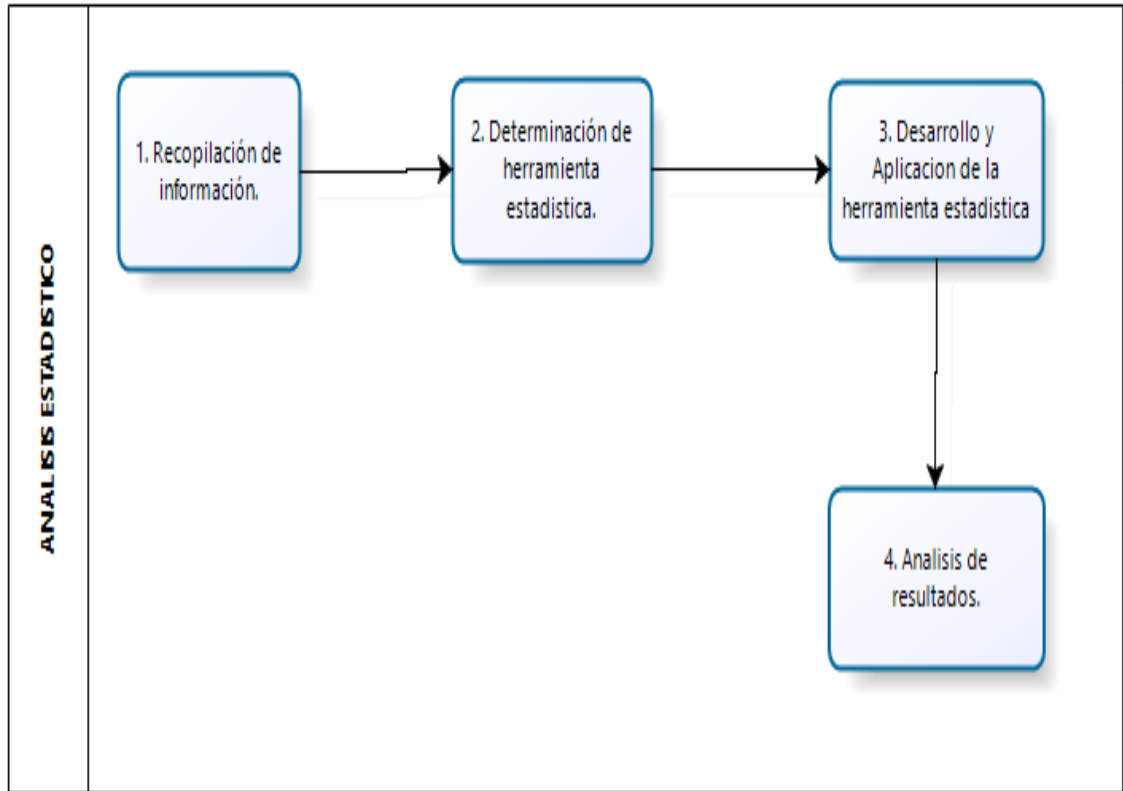 ANALISIS ESTADISTICO
1. Recopilación de
información.
2. Determinación de
herramienta
estadistica.
3. Desarrollo y
Aplicacion de la
herramienta estadistica
4. Analisis de
resultados.